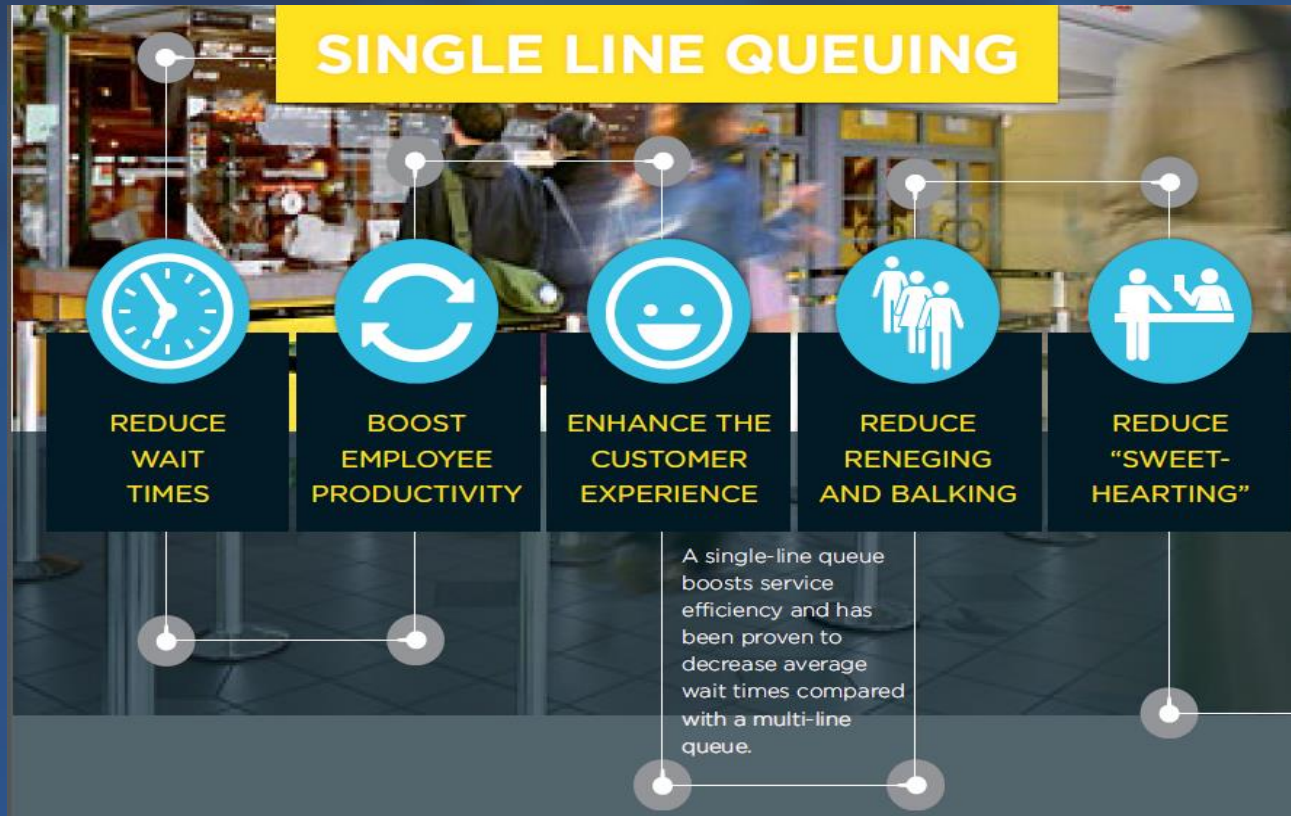 SINGLE LINE QUEUING
REDUCE
WAIT
TIMES
BOOST
EMPLOYEE
PRODUCTIVITY
ENHANCE THE
CUSTOMER
EXPERIENCE
REDUCE
RENEGING
AND BALKING
REDUCE
“SWEET-
HEARTING”
A single-line queue
boosts service
efficiency and has
been proven to
decrease average
wait times compared
with a multi-line
queue.